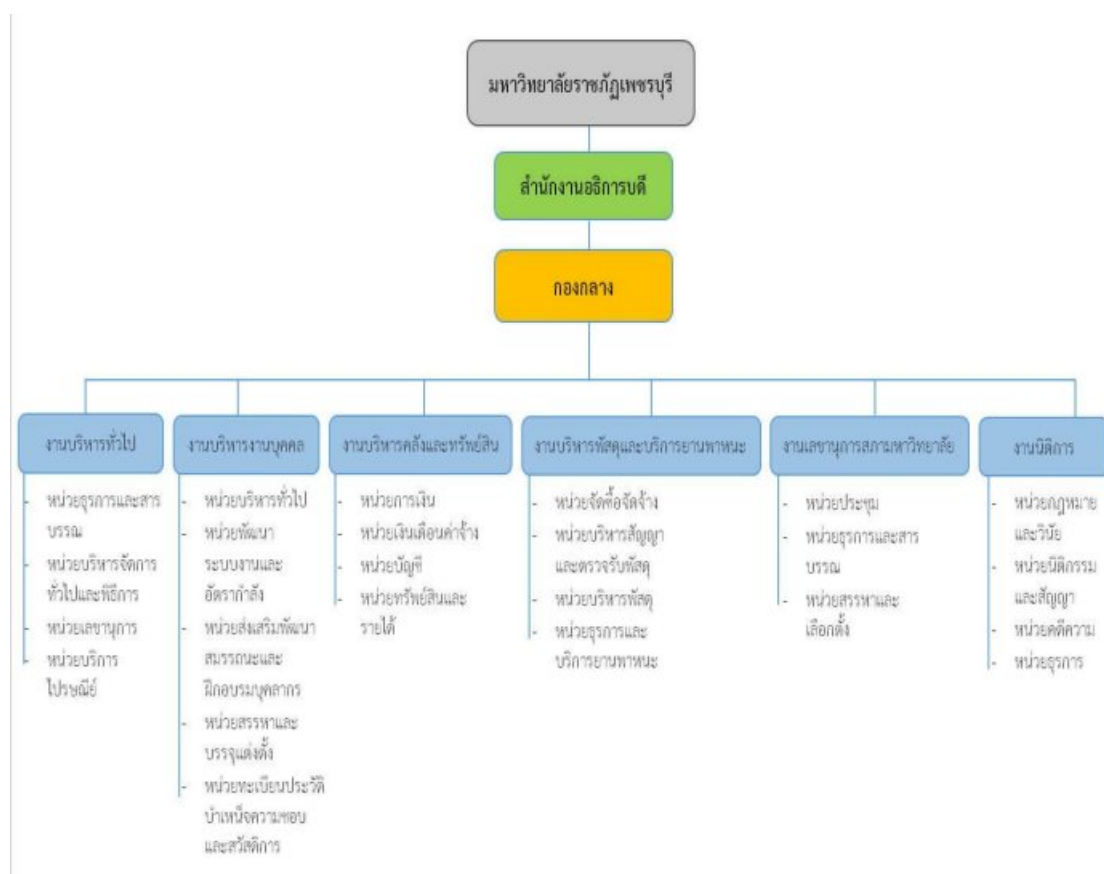 มหาวิทยาลัยราชภัฏเพชรบุรี
สำนักงานอธิการบดี
กองกลาง
งานบริหารทั่วไป
- หน่วยธุรการและสาร
บรรณ
- หน่วยบริหารจัดการ
ทั่วไปและพิธีการ
- หน่วยเลขานุการ
- หน่วยบริการ
ไปรษณีย์
งานบริหารงานบุคคล
- หน่วยบริหารทั่วไป
- หน่วยพัฒนา
ระบบงานและ
อัตรากำลัง
- หน่วยส่งเสริมพัฒนา
สมรรถนะและ
ฝึกอบรมบุคลากร
- หน่วยสรรหาและ
บรรจุแต่งตั้ง
- หน่วยทะเบียนประวัติ
บำเหน็จความชอบ
และสวัสดิการ
งานบริหารคลังและทรัพย์สิน
- หน่วยการเงิน
- หน่วยเงินเดือนค่าจ้าง
- หน่วยบัญชี
- หน่วยทรัพย์สินและ
รายได้
งานบริหารพัสดุและบริการยานพาหนะ
- หน่วยจัดซื้อจัดจ้าง
- หน่วยบริหารสัญญา
และตรวจรับพัสดุ
- หน่วยบริหารพัสดุ
- หน่วยธุรการและ
บริการยานพาหนะ
งานเลขานุการสภามหาวิทยาลัย
- หน่วยประชุม
- หน่วยธุรการและสาร
บรรณ
- หน่วยสรรหาและ
เลือกตั้ง
งานนิติการ
- หน่วยกฎหมาย
และวินัย
- หน่วยนิติกรรม
และสัญญา
- หน่วยคดีความ
- หน่วยธุรการ